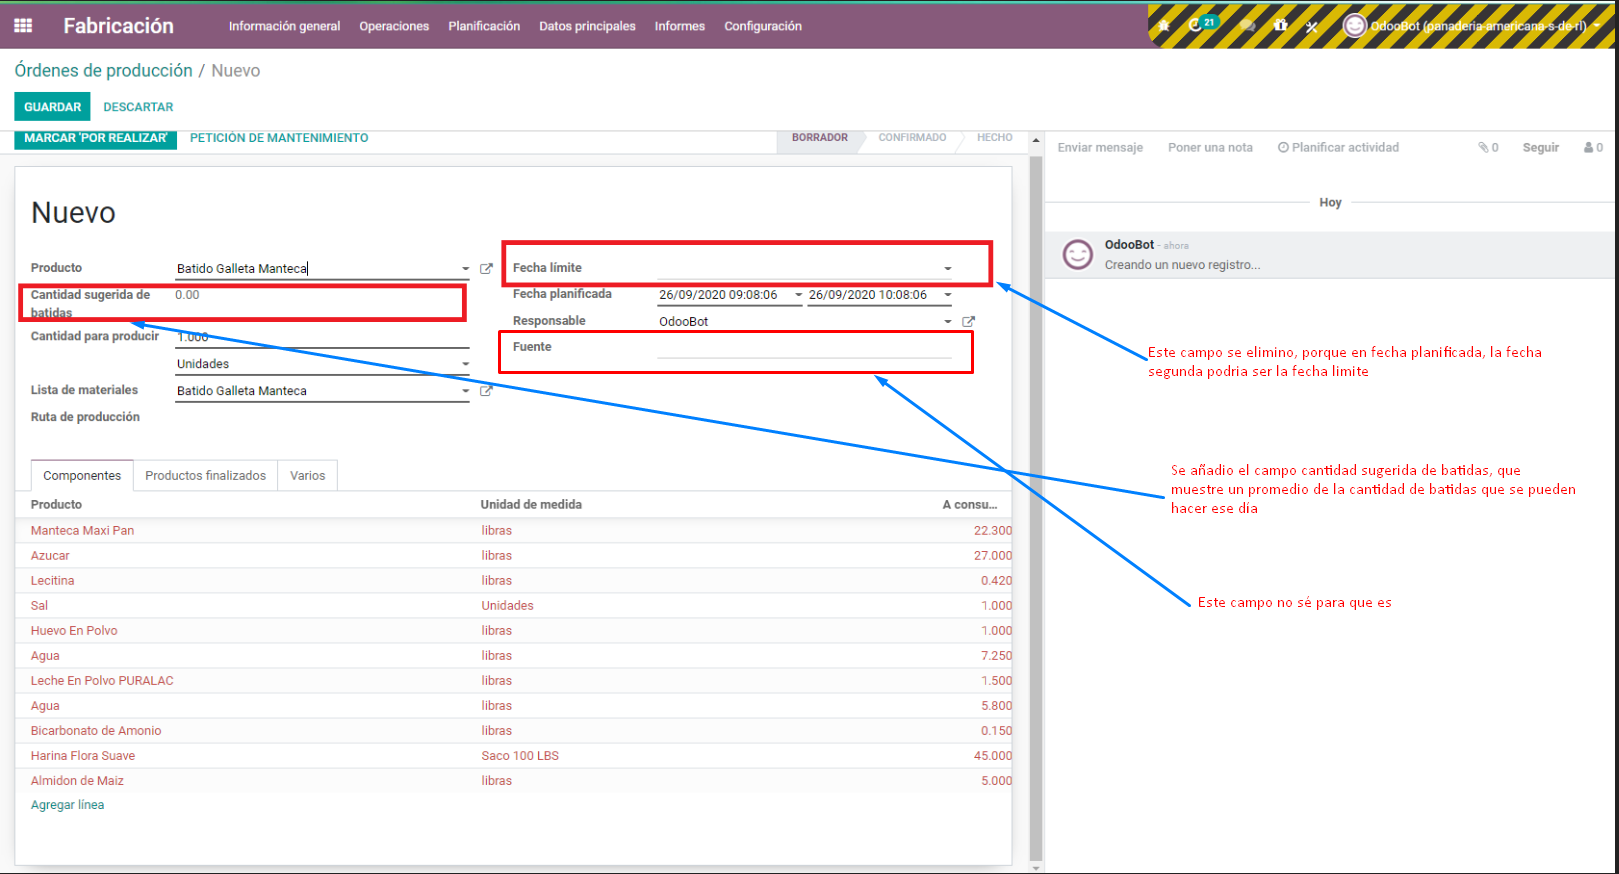 Fabricación Información general Operaciones Planificación Datos principales Informes Configuración 21 OdooBot (panaderia-americana-s-de-rl)
Órdenes de producción / Nuevo
GUARDAR DESCARTAR
MARCAR 'POR REALIZAR' PETICIÓN DE MANTENIMIENTO BORRADOR CONFIRMADO HECHO
Enviar mensaje Poner una nota Planificar actividad 0 Seguir 0
Hoy
OdooBot - ahora
Creando un nuevo registro...
Nuevo
Producto Batido Galleta Manteca
Cantidad sugerida de batidas 0.00
Cantidad para producir 1.000
Unidades
Lista de materiales Batido Galleta Manteca
Ruta de producción
Fecha límite
Fecha planificada 26/09/2020 09:08:06 26/09/2020 10:08:06
Responsable OdooBot
Fuente
Este campo se elimino, porque en fecha planificada, la fecha
segunda podria ser la fecha limite
Se añadio el campo cantidad sugerida de batidas, que
muestre un promedio de la cantidad de batidas que se pueden
hacer ese día
Este campo no sé para que es
Componentes Productos finalizados Varios
Producto Unidad de medida A consu...
Manteca Maxi Pan libras 22.300
Azucar libras 27.000
Lecitina libras 0.420
Sal Unidades 1.000
Huevo En Polvo libras 1.000
Agua libras 7.250
Leche En Polvo PURALAC libras 1.500
Agua libras 5.800
Bicarbonato de Amonio libras 0.150
Harina Flora Suave Saco 100 LBS 45.000
Almidon de Maiz libras 5.000
Agregar línea